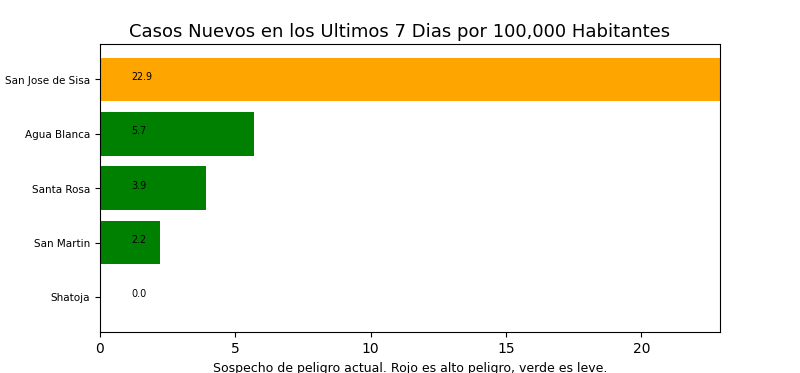 Casos Nuevos en los Ultimos 7 Dias por 100,000 Habitantes
San Jose de Sisa 22.9
Agua Blanca 5.7
Santa Rosa 3.9
San Martin 2.2
Shatoja 0.0
0 5 10 15 20
Sospecho de peligro actual. Rojo es alto peligro, verde es leve.